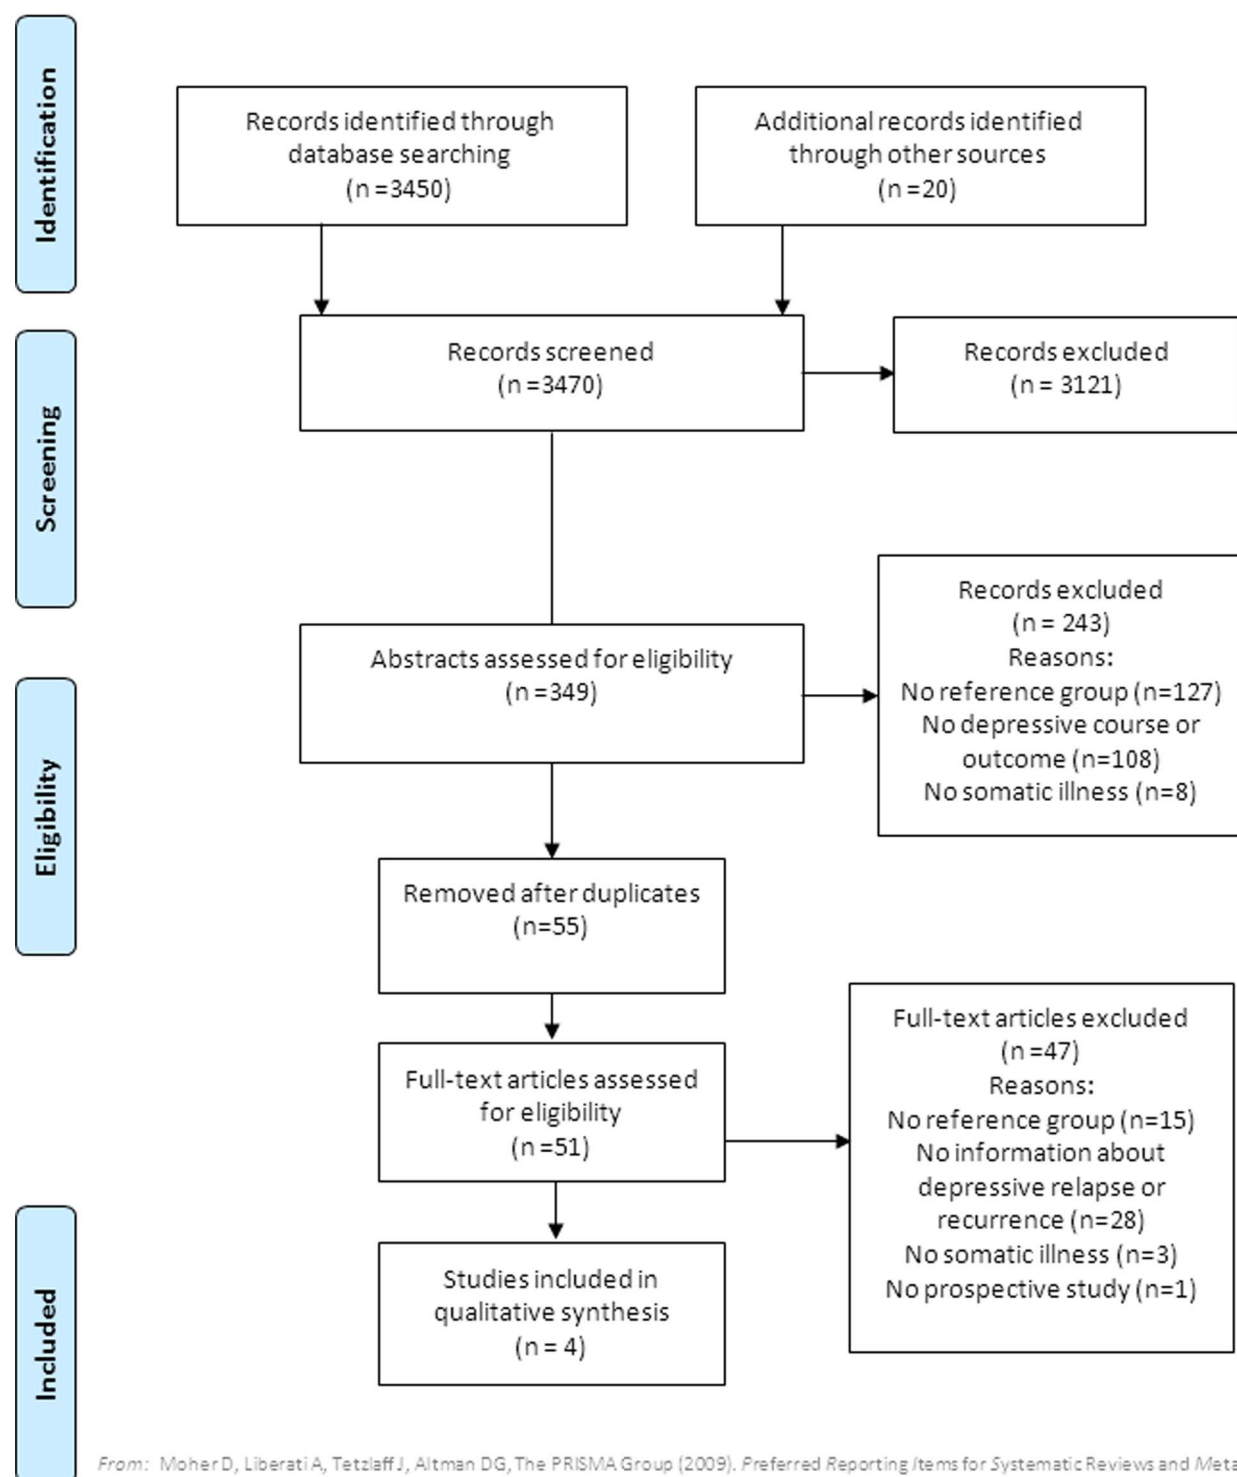 Identification
Records identified through
database searching
(n =3450)
Additional records identified
through other sources
(n =20)
Screening
Records screened
(n =3470)
Records excluded
(n = 3121)
Eligibility
Abstracts assessed for eligibility
(n =349)
Records excluded
(n = 243)
Reasons:
No reference group (n=127)
No depressive course or
outcome (n=108)
No somatic illness (n=8)
Removed after duplicates
(n=55)
Full-text articles assessed
for eligibility
(n =51)
Full-text articles excluded
(n =47)
Reasons:
No reference group (n=15)
No information about
depressive relapse or
recurrence (n=28)
No somatic illness (n=3)
No prospective study (n=1)
Included
Studies included in
qualitative synthesis
(n = 4)
From: Moher D, Liberati A, Tetzlaff J, Altman DG, The PRISMA Group (2009). Preferred Reporting Items for Systematic Reviews and Meta